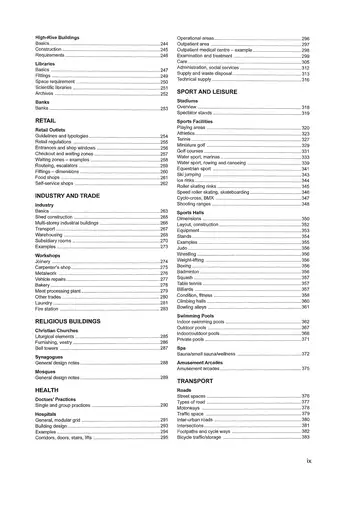 High-Rise Buildings
Basics ... 244
Construction ... 245
Requirements ... 246
Libraries
Basics ... 247
Fittings ... 249
Space requirement ... 250
Scientific libraries ... 251
Archives ... 252
Banks
Banks ... 253
RETAIL
Retail Outlets
Guidelines and typologies ... 254
Retail regulations ... 255
Entrances and shop windows ... 256
Checkout and waiting zones ... 257
Waiting zones – examples ... 258
Routeing, escalators ... 259
Fittings – dimensions ... 260
Food shops ... 261
Self-service shops ... 262
INDUSTRY AND TRADE
Industry
Basics ... 263
Shed construction ... 265
Multi-storey industrial buildings ... 266
Transport ... 267
Warehousing ... 268
Subsidiary rooms ... 270
Examples ... 273
Workshops
Joinery ... 274
Carpenter's shop ... 275
Metalwork ... 276
Vehicle repairs ... 277
Bakery ... 278
Meat processing plant ... 279
Other trades ... 280
Laundry ... 281
Fire station ... 283
RELIGIOUS BUILDINGS
Christian Churches
Liturgical elements ... 285
Furnishing, vestry ... 286
Bell towers ... 287
Synagogues
General design notes ... 288
Mosques
General design notes ... 289
HEALTH
Doctors' Practices
Single and group practices ... 290
Hospitals
General, modular grid ... 291
Building design ... 293
Examples ... 294
Corridors, doors, stairs, lifts ... 295
Operational areas ... 296
Outpatient area ... 297
Outpatient medical centre – example ... 298
Examination and treatment ... 299
Care ... 308
Administration, social services ... 312
Supply and waste disposal ... 313
Technical supply ... 316
SPORT AND LEISURE
Stadiums
Overview ... 318
Spectator stands ... 319
Sports Facilities
Playing areas ... 320
Athletics ... 323
Tennis ... 327
Miniature golf ... 329
Golf courses ... 331
Water sports, marinas ... 333
Water sport, rowing and canoeing ... 339
Equestrian sport ... 341
Ski jumping ... 343
Ice rinks ... 344
Roller skating rinks ... 345
Speed roller skating, skateboarding ... 346
Cyclo-cross, BMX ... 347
Shooting ranges ... 348
Sports Halls
Dimensions ... 350
Layout, construction ... 352
Equipment ... 353
Stands ... 354
Examples ... 355
Judo ... 356
Wrestling ... 356
Weight-lifting ... 356
Boxing ... 356
Badminton ... 356
Squash ... 357
Table tennis ... 357
Billiards ... 357
Condition, fitness ... 358
Climbing halls ... 360
Bowling alleys ... 361
Swimming Pools
Indoor swimming pools ... 362
Outdoor pools ... 367
Indoor/outdoor pools ... 368
Private pools ... 371
Spa
Sauna/small sauna/wellness ... 372
Amusement Arcades
Amusement arcades ... 375
TRANSPORT
Roads
Street spaces ... 376
Types of road ... 377
Motorways ... 378
Traffic space ... 379
Inter-urban roads ... 380
Intersections ... 381
Footpaths and cycle ways ... 382
Bicycle traffic/storage ... 383
ix